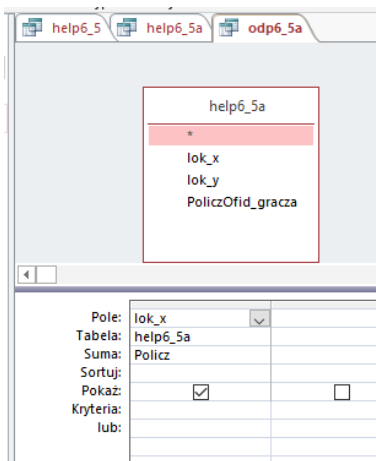 help6_5 help6_5a odp6_5a
help6_5a
*
lok_x
lok_y
PoliczOfid_gracza
Pole: lok_x
Tabela: help6_5a
Suma: Policz
Sortuj:
Pokaż:
Kryteria:
lub: